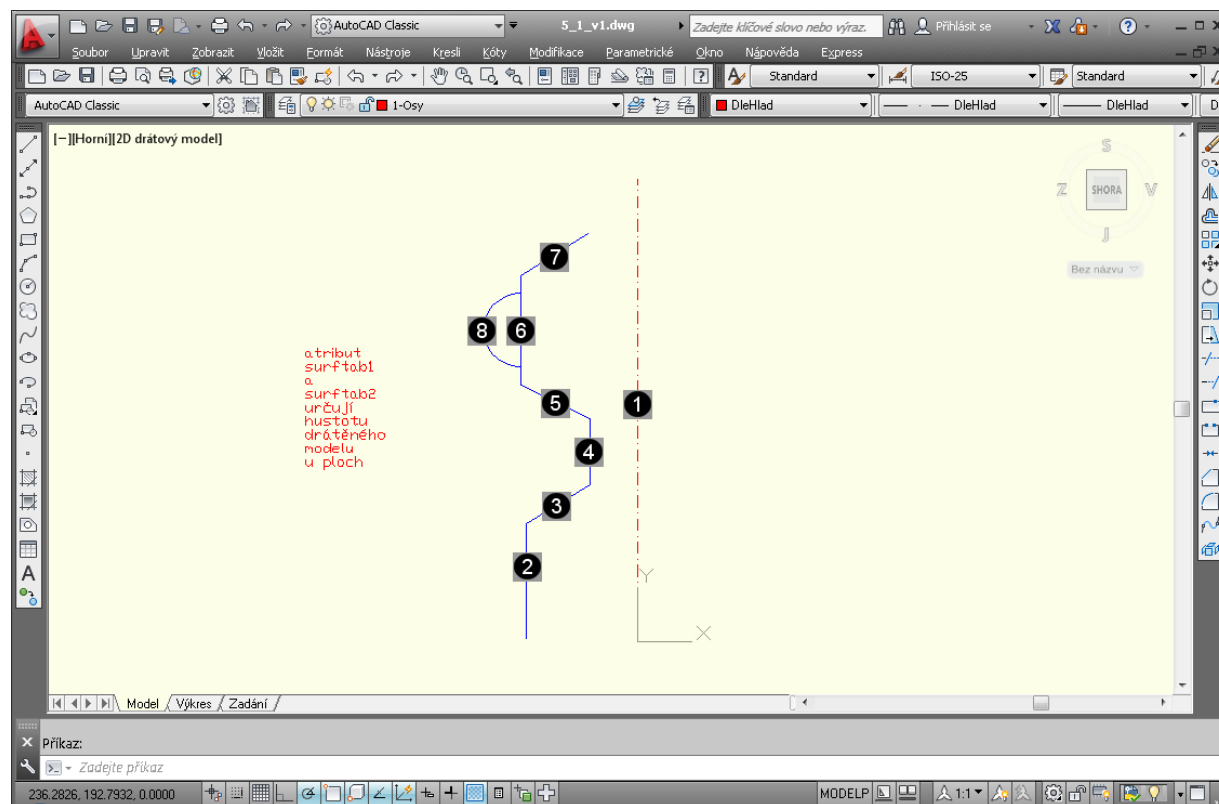 AutoCAD Classic
5_1_v1.dwg
Zadejte klíčové slovo nebo výraz.
Přihlásit se
Soubor Upravit Zobrazit Vložit Formát Nástroje Kresli Kóty Modifikace Parametrické Okno Nápověda Express
Standard ISO-25 Standard
AutoCAD Classic 1-Osy DleHlad DleHlad DleHlad D
[−][Horní][2D drátový model]
S
Z SHORA V
J
Bez názvu
7
8 6
atribut
surftab1
a
surftab2
určují
hustotu
drátěného
modelu
u ploch
5 1
4
3
2
Y
X
Model Výkres Zadání
Příkaz:
Zadejte příkaz
236.2826, 192.7932, 0.0000 MODELP 1:1